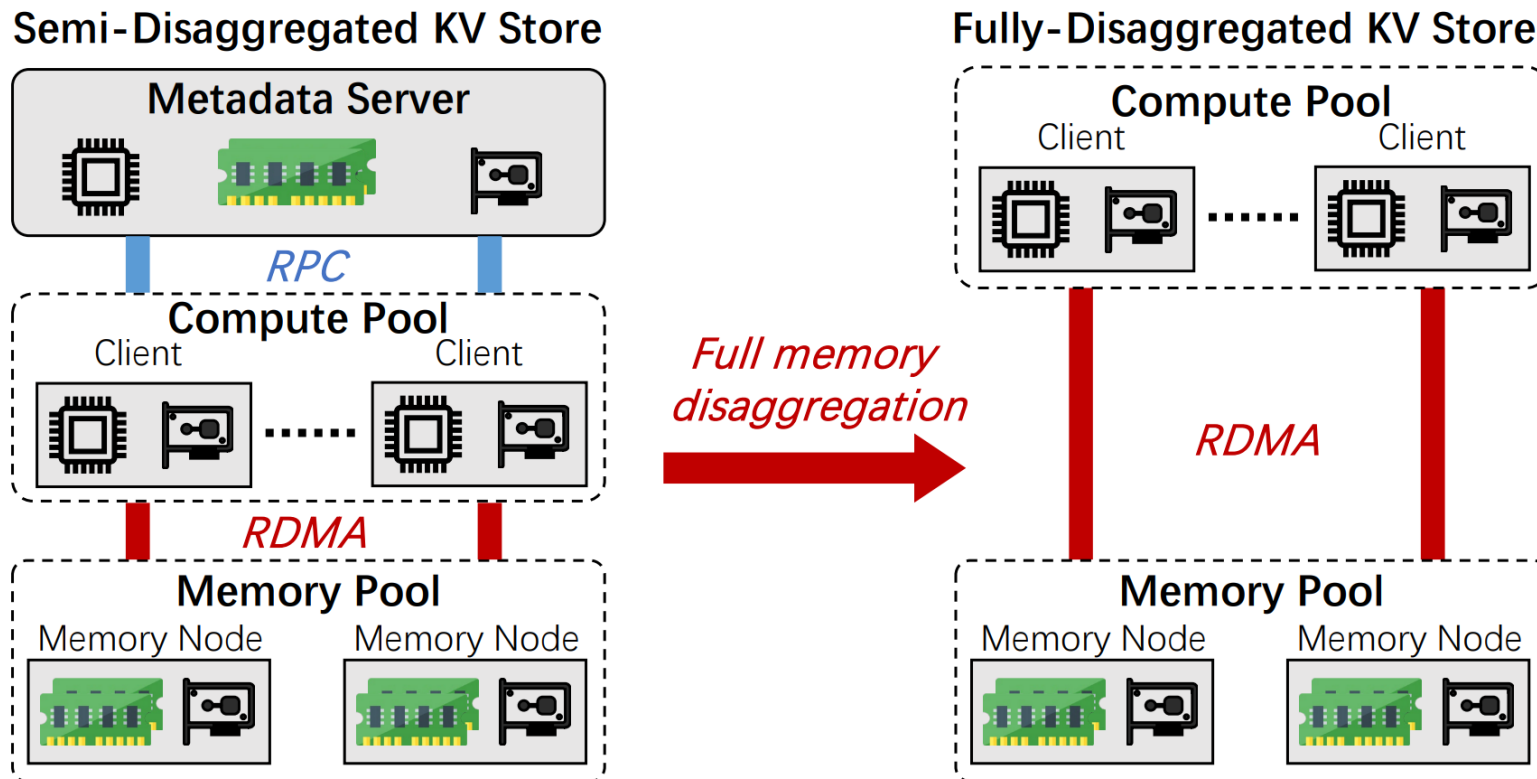 Semi-Disaggregated KV Store
Metadata Server
RPC
Compute Pool
Client
Client
RDMA
Memory Pool
Memory Node
Memory Node
Full memory
disaggregation
Fully-Disaggregated KV Store
Compute Pool
Client
Client
RDMA
Memory Pool
Memory Node
Memory Node